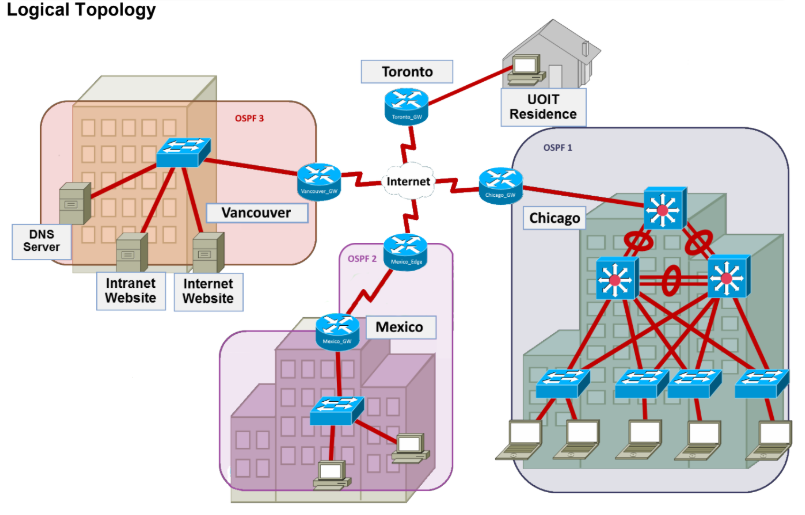 Logical Topology
Toronto
Toronto_GW
UOIT
Residence
OSPF 3
OSPF 1
Vancouver_GW
Internet
Chicago_GW
Vancouver
Chicago
DNS
Server
Intranet
Website
Internet
Website
OSPF 2
Mexico_Edge
Mexico_GW
Mexico